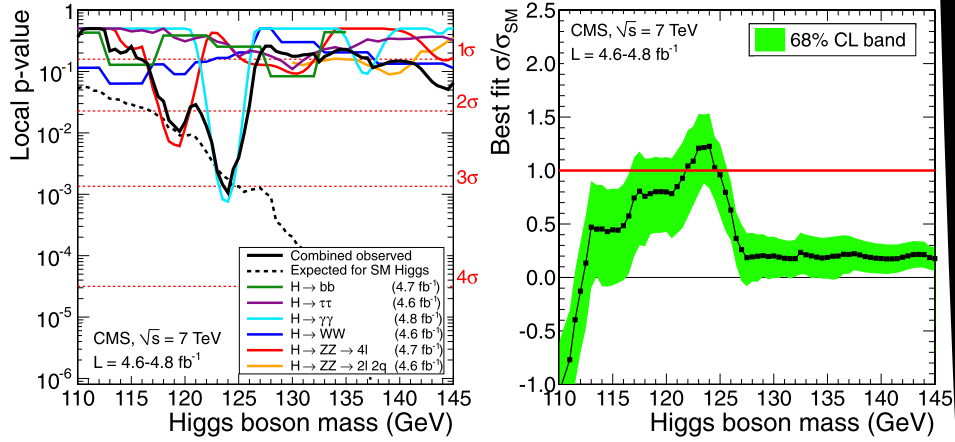 Local p-value
1
10⁻¹
10⁻²
10⁻³
10⁻⁴
10⁻⁵
10⁻⁶
1σ
2σ
3σ
4σ
Combined observed
Expected for SM Higgs
H → bb (4.7 fb⁻¹)
H → ττ (4.6 fb⁻¹)
H → γγ (4.8 fb⁻¹)
H → WW (4.6 fb⁻¹)
H → ZZ → 4l (4.7 fb⁻¹)
H → ZZ → 2l 2q (4.6 fb⁻¹)
CMS, √s = 7 TeV
L = 4.6-4.8 fb⁻¹
110 115 120 125 130 135 140 145
Higgs boson mass (GeV)
Best fit σ/σSM
2.5
2.0
1.5
1.0
0.5
0.0
-0.5
-1.0
CMS, √s = 7 TeV
L = 4.6-4.8 fb⁻¹
68% CL band
110 115 120 125 130 135 140 145
Higgs boson mass (GeV)